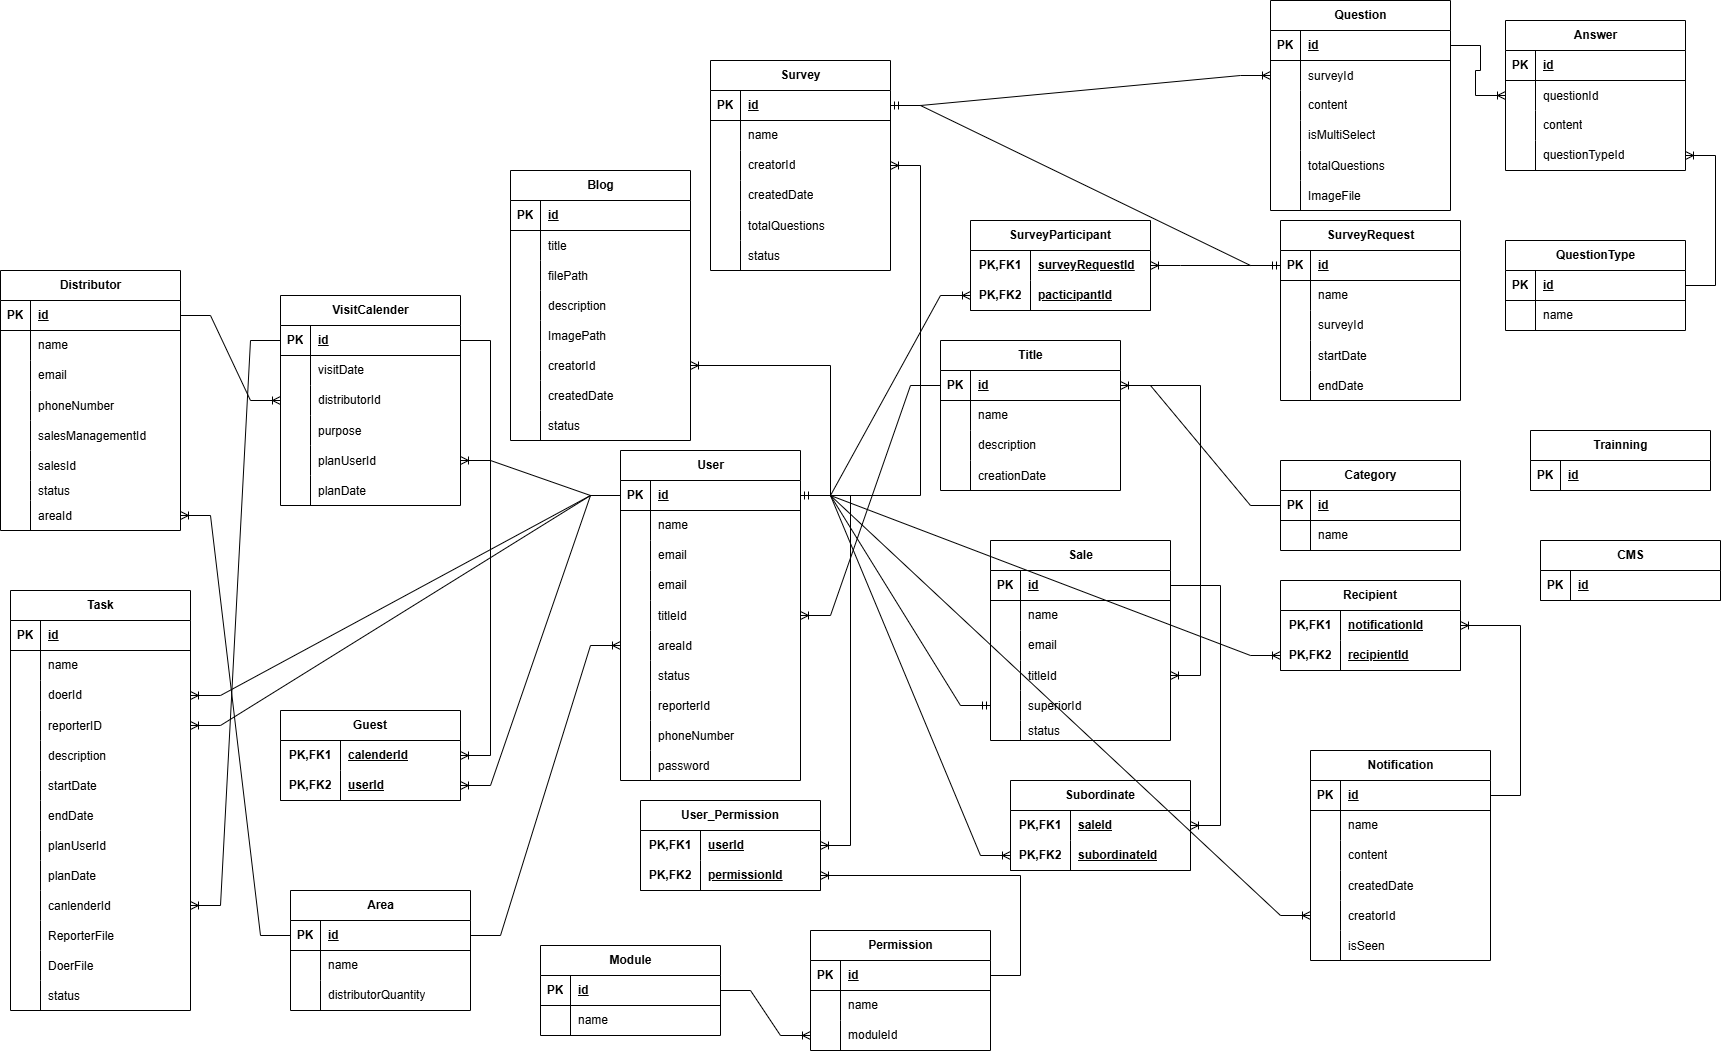 Question
PK id
surveyId
content
isMultiSelect
totalQuestions
ImageFile
Answer
PK id
questionId
content
questionTypeId
Survey
PK id
name
creatorId
createdDate
totalQuestions
status
Blog
PK id
title
filePath
description
ImagePath
creatorId
createdDate
status
SurveyParticipant
PK,FK1 surveyRequestId
PK,FK2 pacticipantId
SurveyRequest
PK id
name
surveyId
startDate
endDate
QuestionType
PK id
name
Distributor
PK id
name
email
phoneNumber
salesManagementId
salesId
status
areaId
VisitCalender
PK id
visitDate
distributorId
purpose
planUserId
planDate
Title
PK id
name
description
creationDate
User
PK id
name
email
email
titleId
areaId
status
reporterId
phoneNumber
password
Category
PK id
name
Trainning
PK id
Sale
PK id
name
email
titleId
superiorId
status
CMS
PK id
Recipient
PK,FK1 notificationId
PK,FK2 recipientId
Task
PK id
name
doerId
reporterID
description
startDate
endDate
planUserId
planDate
canlenderId
ReporterFile
DoerFile
status
Guest
PK,FK1 calenderId
PK,FK2 userId
User_Permission
PK,FK1 userId
PK,FK2 permissionId
Subordinate
PK,FK1 saleId
PK,FK2 subordinateId
Notification
PK id
name
content
createdDate
creatorId
isSeen
Area
PK id
name
distributorQuantity
Module
PK id
name
Permission
PK id
name
moduleId